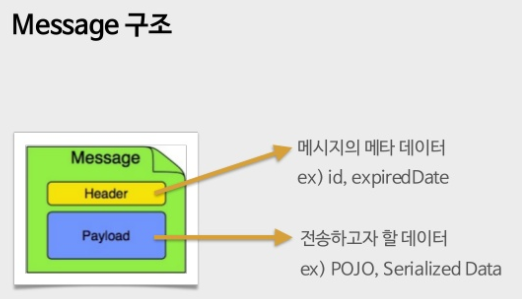 Message 구조
Message
Header
Payload
메시지의 메타 데이터
ex) id, expiredDate
전송하고자 할 데이터
ex) POJO, Serialized Data